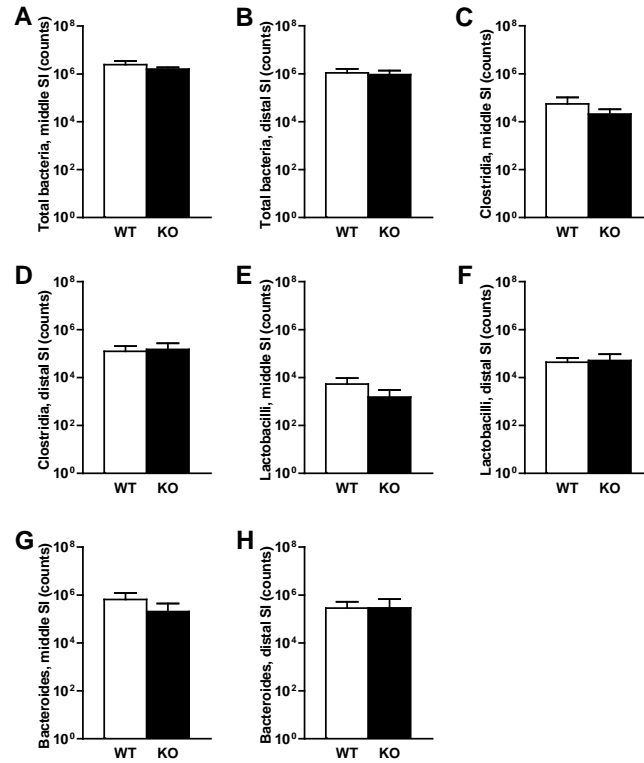 A
Total bacteria, middle SI (counts)
10⁸
10⁶
10⁴
10²
10⁰
WT KO
B
Total bacteria, distal SI (counts)
10⁸
10⁶
10⁴
10²
10⁰
WT KO
C
Clostridia, middle SI (counts)
10⁸
10⁶
10⁴
10²
10⁰
WT KO
D
Clostridia, distal SI (counts)
10⁸
10⁶
10⁴
10²
10⁰
WT KO
E
Lactobacilli, middle SI (counts)
10⁸
10⁶
10⁴
10²
10⁰
WT KO
F
Lactobacilli, distal SI (counts)
10⁸
10⁶
10⁴
10²
10⁰
WT KO
G
Bacteroides, middle SI (counts)
10⁸
10⁶
10⁴
10²
10⁰
WT KO
H
Bacteroides, distal SI (counts)
10⁸
10⁶
10⁴
10²
10⁰
WT KO